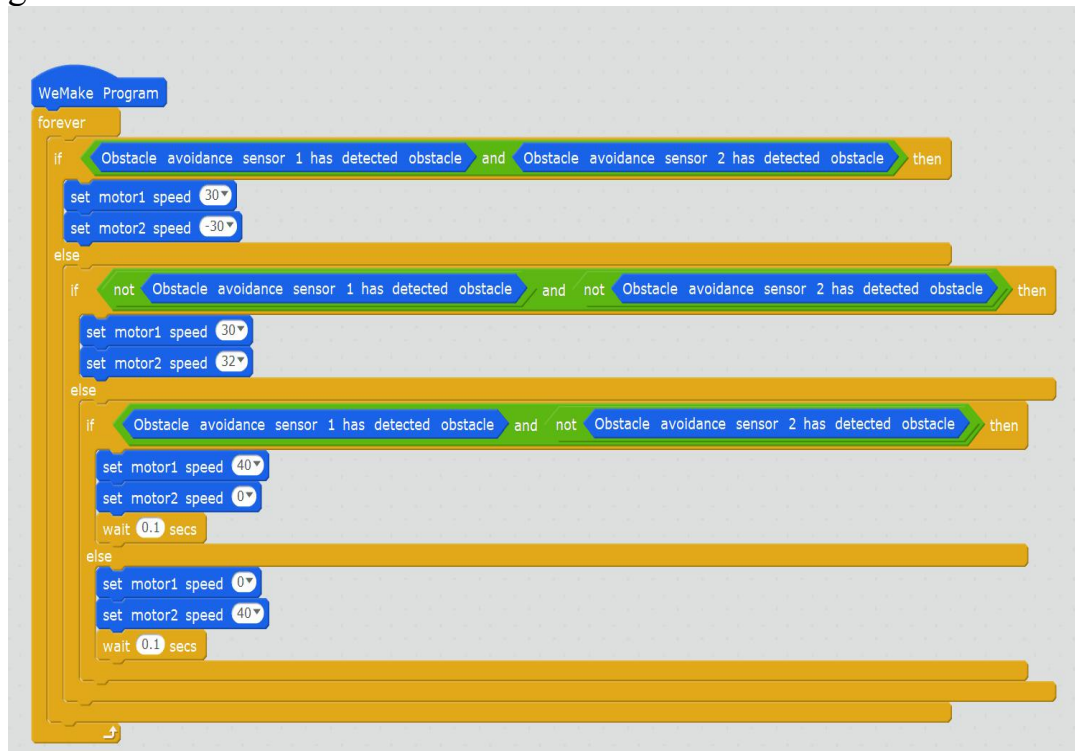 WeMake Program
forever
if Obstacle avoidance sensor 1 has detected obstacle and Obstacle avoidance sensor 2 has detected obstacle then
set motor1 speed 30
set motor2 speed -30
else
if not Obstacle avoidance sensor 1 has detected obstacle and not Obstacle avoidance sensor 2 has detected obstacle then
set motor1 speed 30
set motor2 speed 32
else
if Obstacle avoidance sensor 1 has detected obstacle and not Obstacle avoidance sensor 2 has detected obstacle then
set motor1 speed 40
set motor2 speed 0
wait 0.1 secs
else
set motor1 speed 0
set motor2 speed 40
wait 0.1 secs